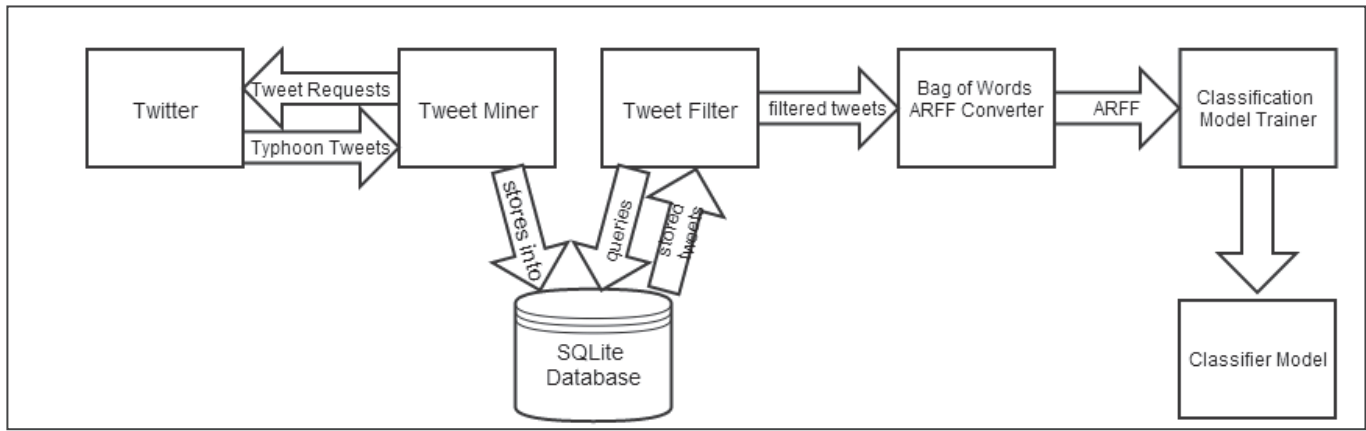 Twitter
Tweet Requests
Typhoon Tweets
Tweet Miner
Tweet Filter
filtered tweets
Bag of Words
ARFF Converter
ARFF
Classification
Model Trainer
stores into
queries
stored
tweets
SQLite
Database
Classifier Model